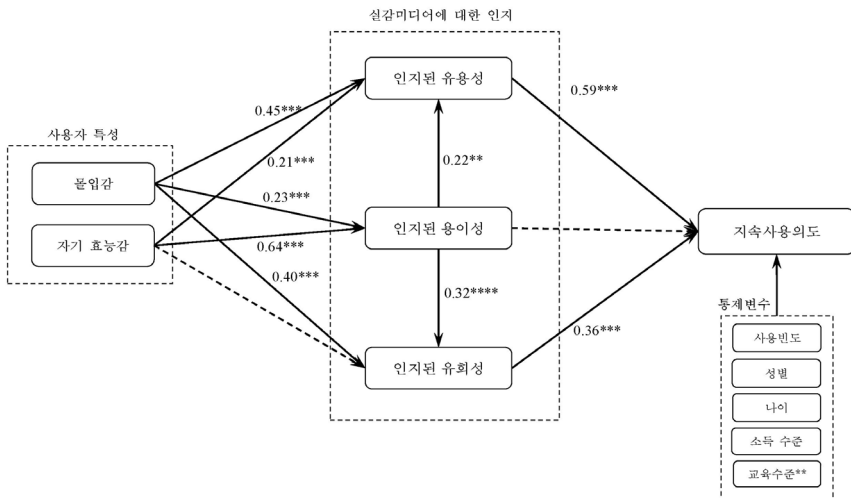 실감미디어에 대한 인지
인지된 유용성
0.59***
0.45***
사용자 특성
0.21***
0.22**
몰입감
0.23***
인지된 용이성
지속사용의도
자기 효능감
0.64***
0.40***
0.32****
통제변수
0.36***
사용빈도
인지된 유희성
성별
나이
소득 수준
교육수준**